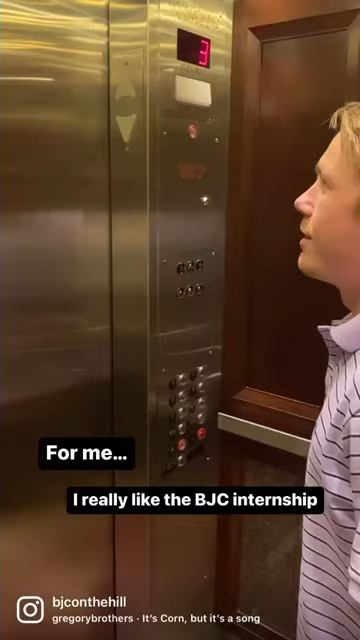 3
For me...
I really like the BJC internship
bjconthehill
gregorybrothers · It's Corn, but it's a song